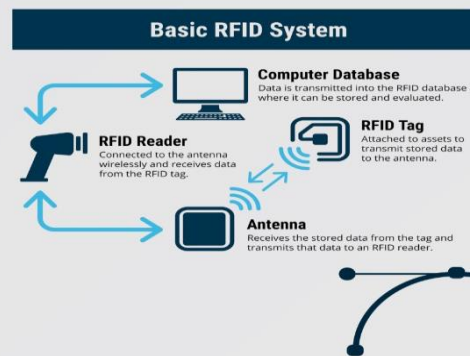 Basic RFID System
Computer Database
Data is transmitted into the RFID database
where it can be stored and evaluated.
RFID Tag
Attached to assets to
transmit stored data
to the antenna.
RFID Reader
Connected to the antenna
wirelessly and receives data
from the RFID tag.
Antenna
Receives the stored data from the tag and
transmits that data to an RFID reader.